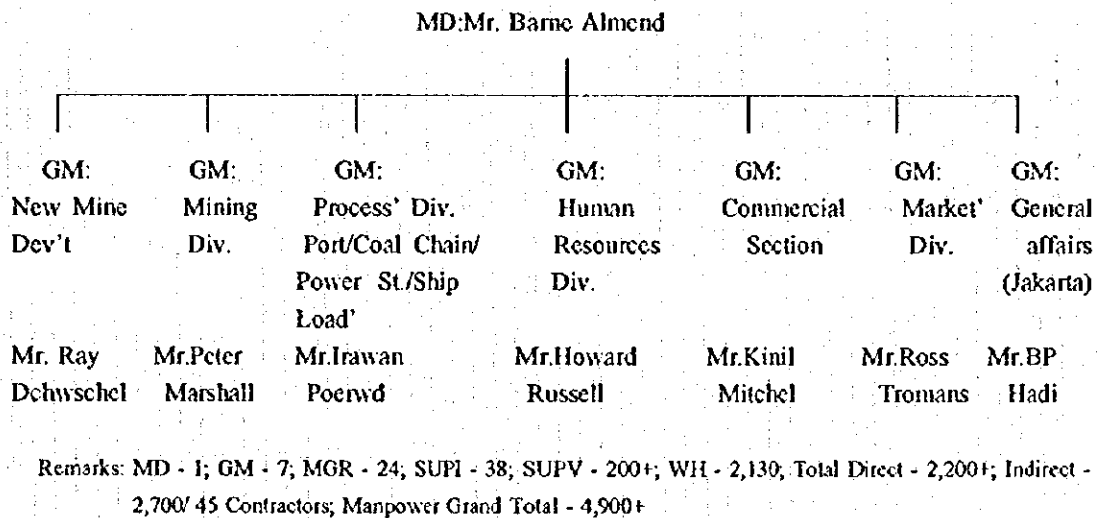 MD:Mr. Barne Almend
GM: GM: GM: GM: GM: GM: GM:
New Mine Mining Process' Div. Human Commercial Market' General
Dev't Div. Port/Coal Chain/ Resources Section Div. affairs
Power St./Ship Div. (Jakarta)
Load'
Mr. Ray Mr.Peter Mr.Irawan Mr.Howard Mr.Kinil Mr.Ross Mr.BP
Dehwschel Marshall Poerwd Russell Mitchel Tromans Hadi
Remarks: MD - 1; GM - 7; MGR - 24; SUPI - 38; SUPV - 200+; WH - 2,130; Total Direct - 2,200+; Indirect -
2,700/ 45 Contractors; Manpower Grand Total - 4,900+